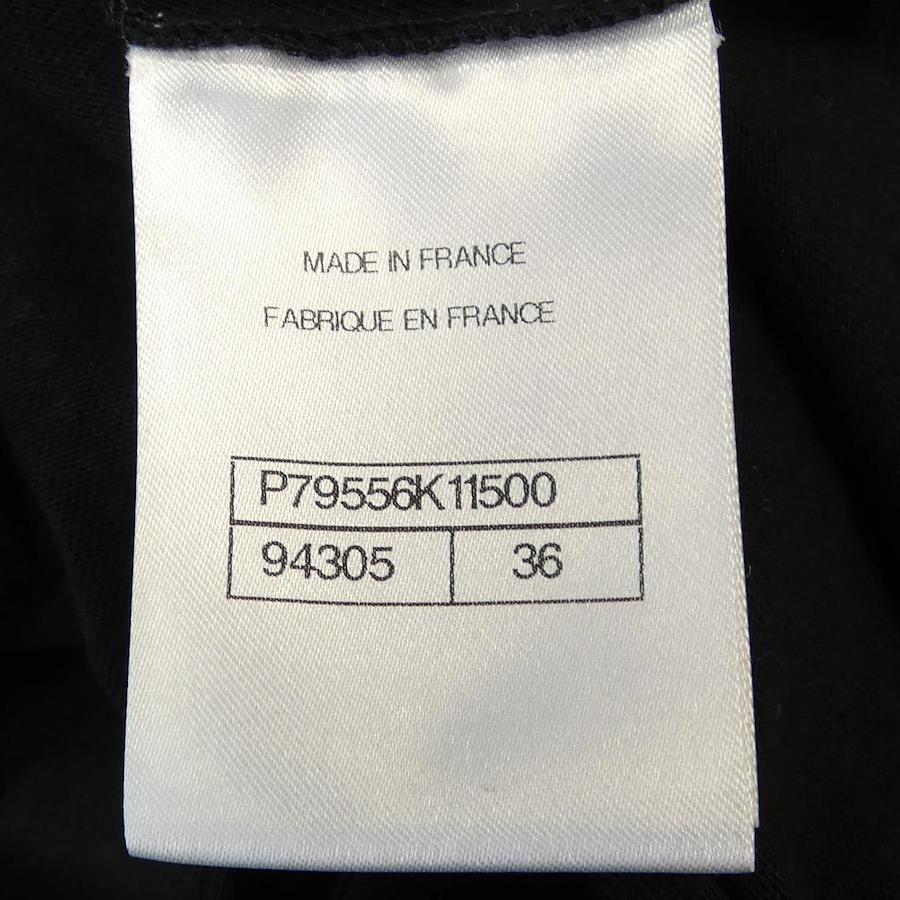 MADE IN FRANCE
FABRIQUE EN FRANCE
P79556K11500
94305 36